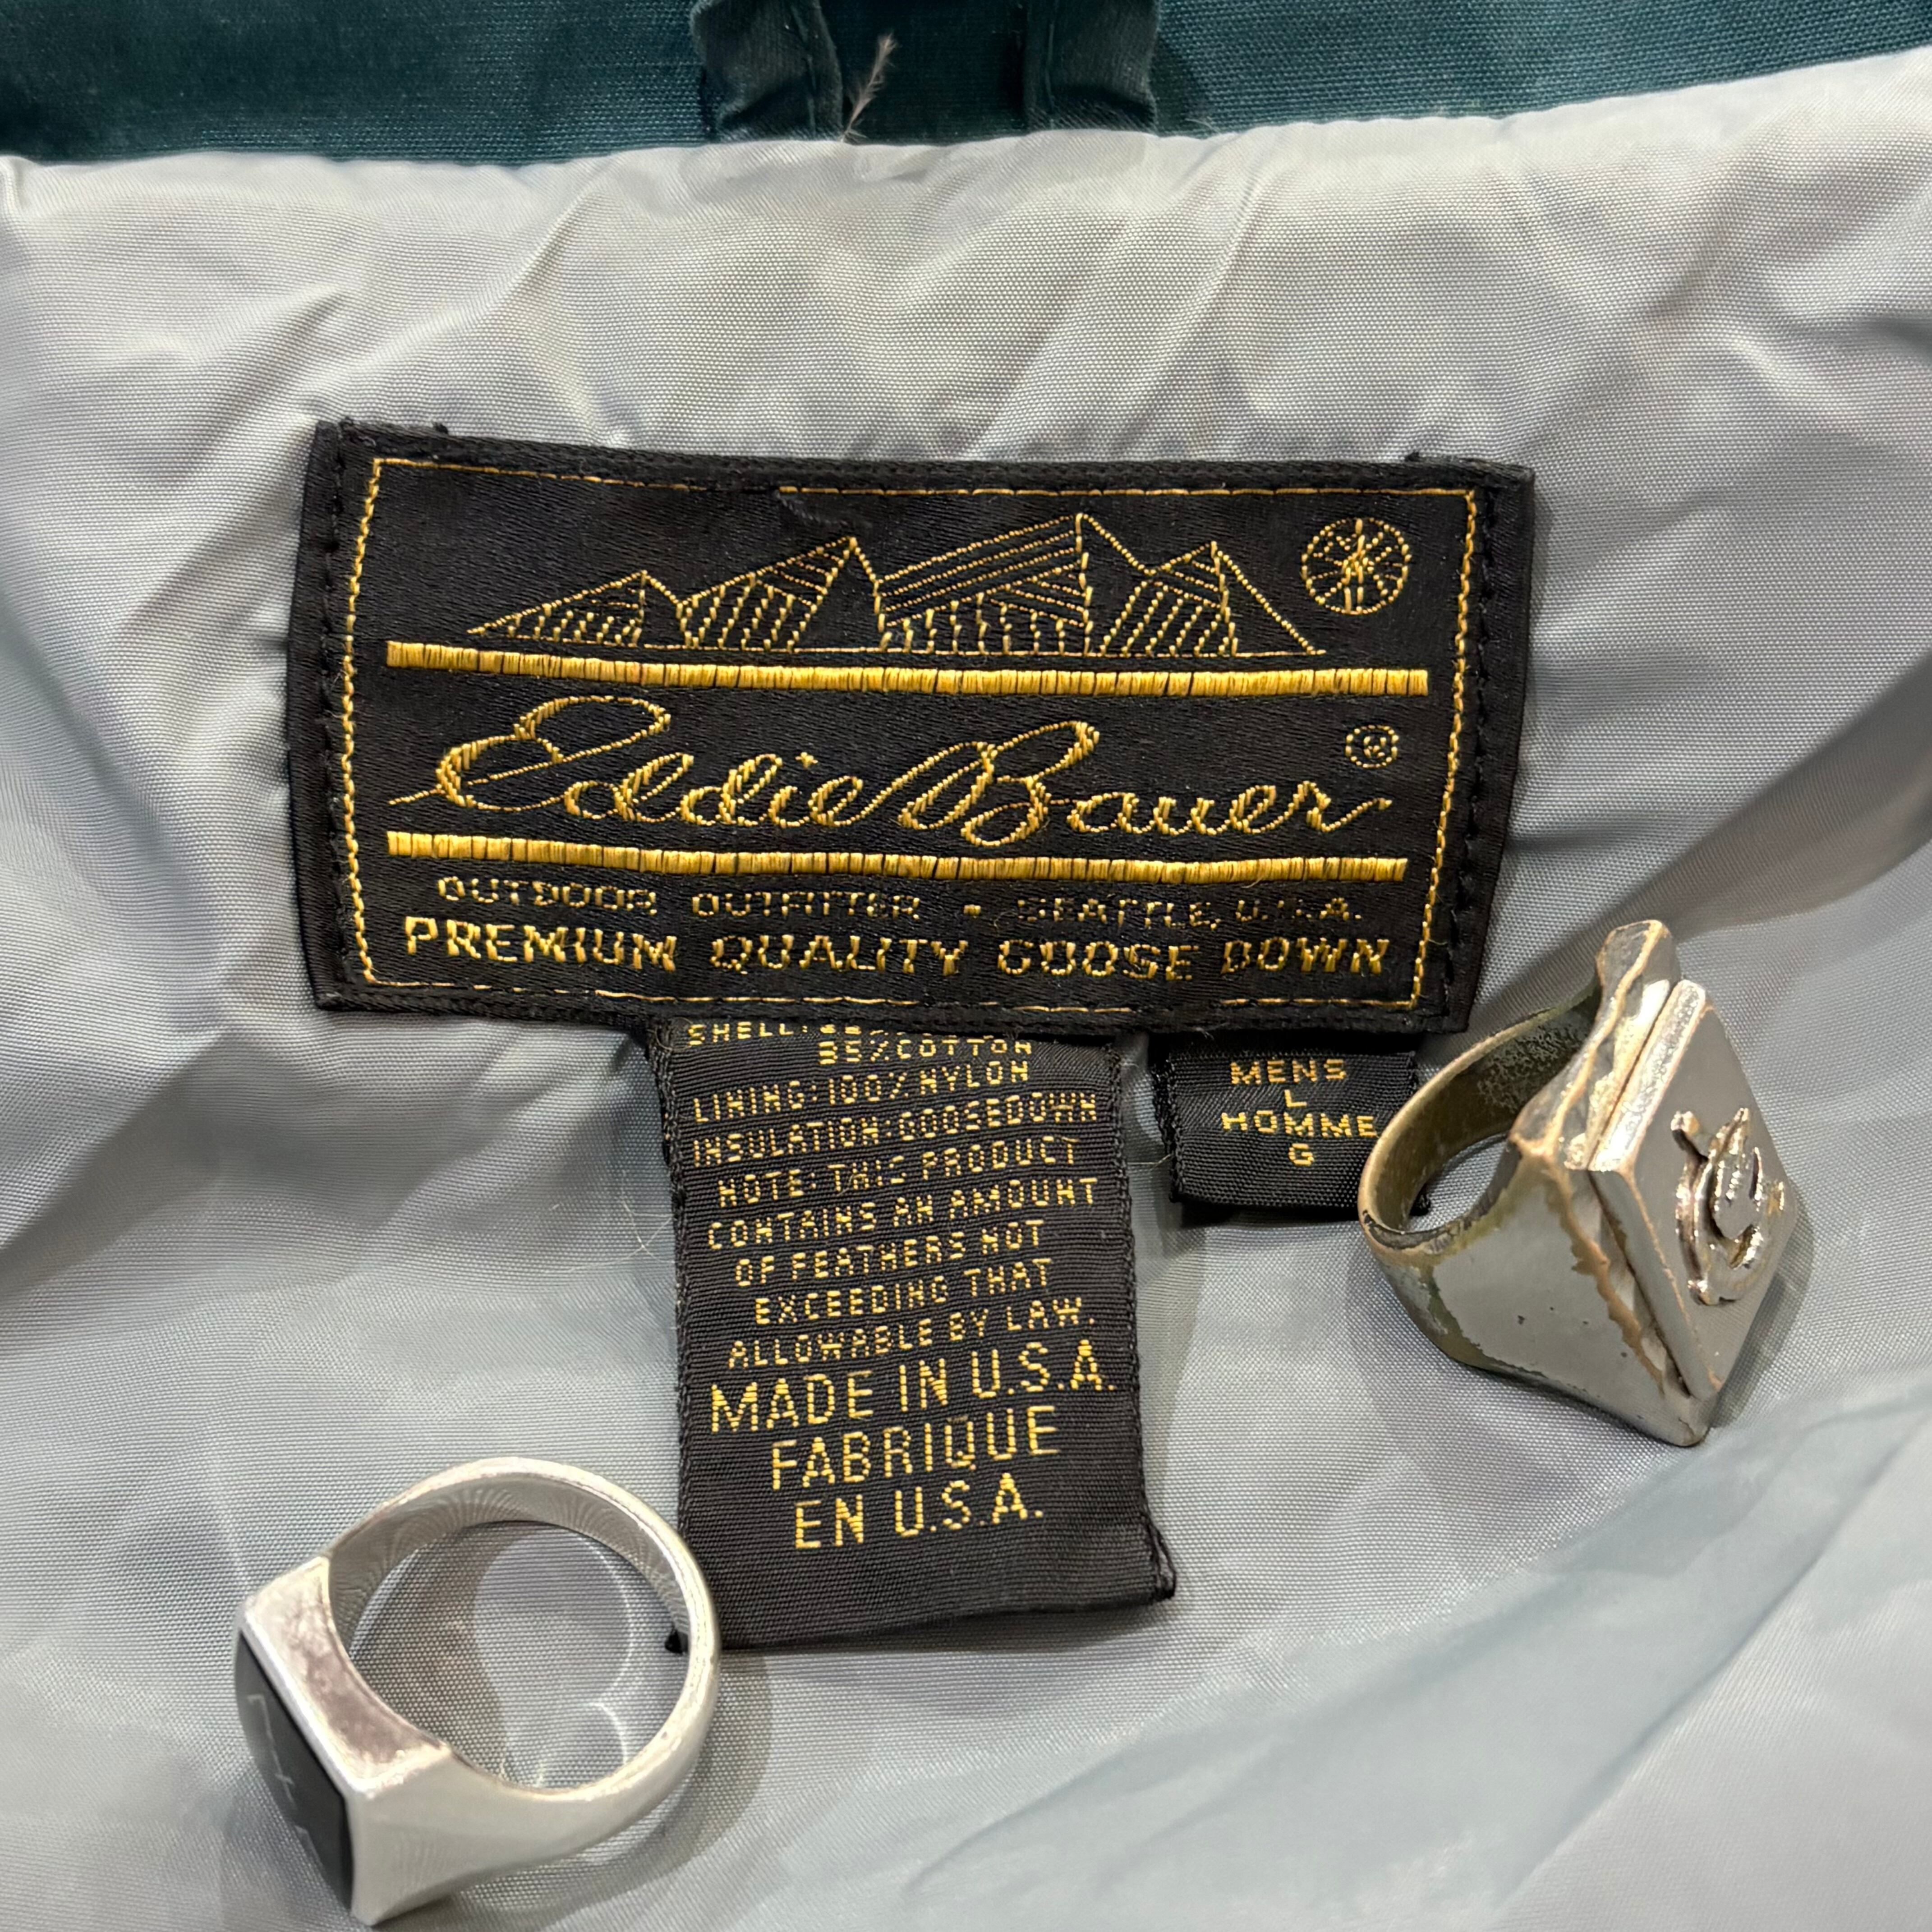 Eddie Bauer ®
OUTDOOR OUTFITTER • SEATTLE, U.S.A.
PREMIUM QUALITY GOOSE DOWN
SHELL:
35%COTTON
LINING:100%NYLON
INSULATION:GOOSEDOWN
NOTE:THIS PRODUCT
CONTAINS AN AMOUNT
OF FEATHERS NOT
EXCEEDING THAT
ALLOWABLE BY LAW.
MADE IN U.S.A.
FABRIQUE
EN U.S.A.
MENS
L
HOMME
G